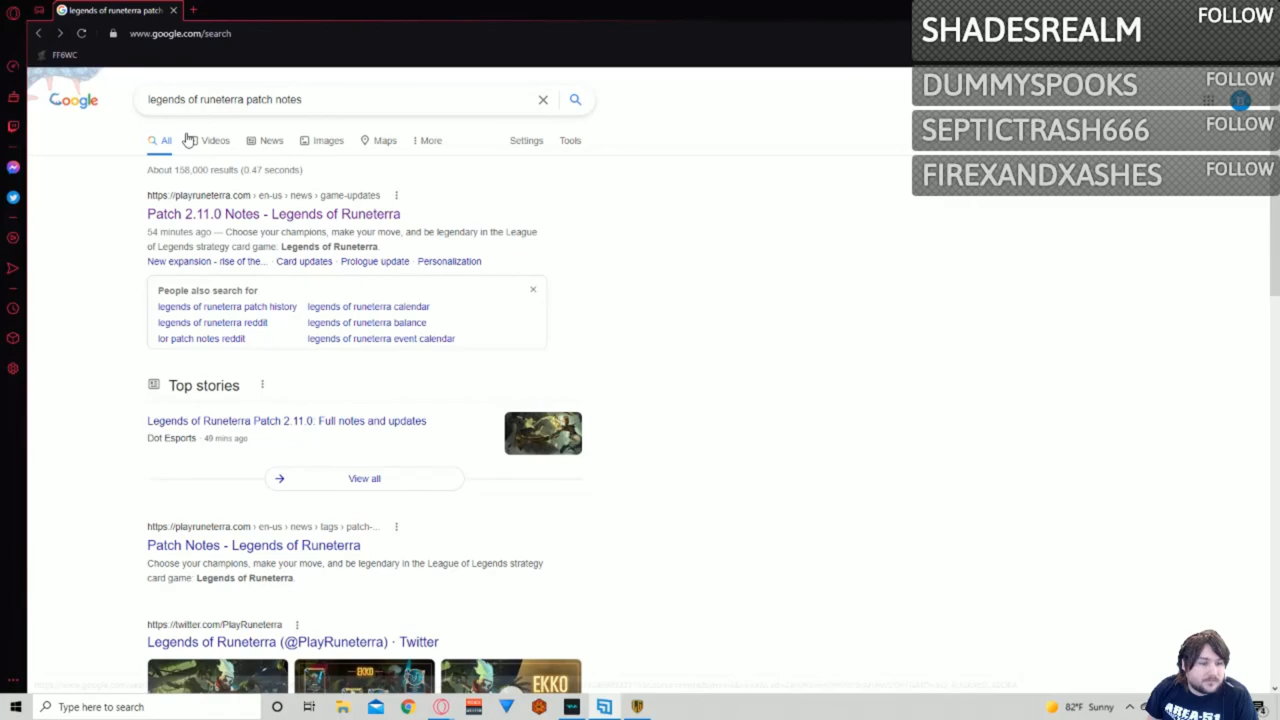 legends of runeterra patch
www.google.com/search
FF6WC
SHADESREALM
FOLLOW
DUMMYSPOOKS
FOLLOW
SEPTICTRASH666
FOLLOW
FIREXANDXASHES
FOLLOW
Google
legends of runeterra patch notes
All
Videos
News
Images
Maps
More
Settings
Tools
About 158,000 results (0.47 seconds)
https://playruneterra.com › en-us › news › game-updates
Patch 2.11.0 Notes - Legends of Runeterra
54 minutes ago — Choose your champions, make your move, and be legendary in the League
of Legends strategy card game. Legends of Runeterra.
New expansion - rise of the... · Card updates · Prologue update · Personalization
People also search for
legends of runeterra patch history
legends of runeterra calendar
legends of runeterra reddit
legends of runeterra balance
lor patch notes reddit
legends of runeterra event calendar
Top stories
Legends of Runeterra Patch 2.11.0: Full notes and updates
Dot Esports · 49 mins ago
View all
https://playruneterra.com › en-us › news › tags › patch-...
Patch Notes - Legends of Runeterra
Choose your champions, make your move, and be legendary in the League of Legends strategy
card game: Legends of Runeterra.
https://twitter.com/PlayRuneterra
Legends of Runeterra (@PlayRuneterra) · Twitter
EKKO
EKKO
AREA-51
Type here to search
82°F Sunny